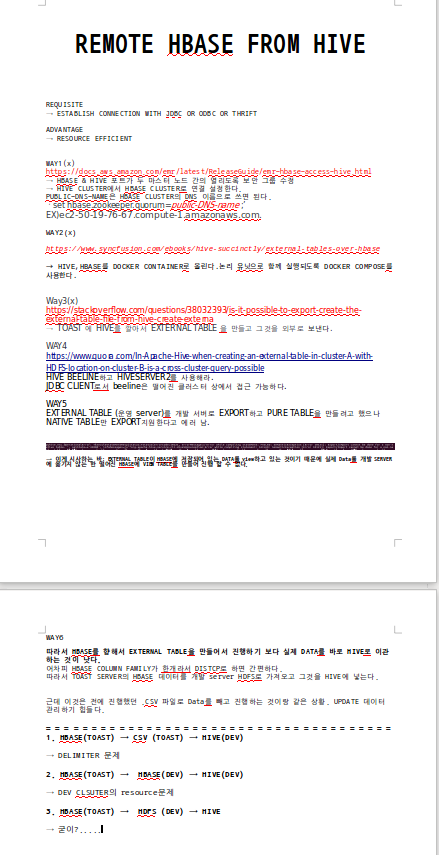 REMOTE HBASE FROM HIVE
REQUISITE
→ ESTABLISH CONNECTION WITH JDBC OR ODBC OR THRIFT
ADVANTAGE
→ RESOURCE EFFICIENT
WAY1(x)
https://docs.aws.amazon.com/emr/latest/ReleaseGuide/emr-hbase-access-hive.html
→ HBASE & HIVE 포트가 두 마스터 노드 간의 열리도록 보안 그룹 수정
→ HIVE CLUSTER에서 HBASE CLUSTER로 연결 설정한다.
PUBLIC-DNS-NAME은 HBASE CLUSTER의 DNS 이름으로 쓰면 된다.
set hbase.zookeeper.quorum=public-DNS-name;
EX)ec2-50-19-76-67.compute-1.amazonaws.com.
WAY2(x)
https://www.syncfusion.com/ebooks/hive-succinctly/external-tables-over-hbase
→ HIVE,HBASE를 DOCKER CONTAINER로 올린다.논리 유닛으로 함께 실행되도록 DOCKER COMPOSE를
사용한다.
Way3(x)
https://stackoverflow.com/questions/38032393/is-it-possible-to-export-create-the-
external-table-file-from-hive-create-externa
→ TOAST 에 HIVE를 깔아서 EXTERNAL TABLE 을 만들고 그것을 외부로 보낸다.
WAY4
https://www.quora.com/In-Apache-Hive-when-creating-an-external-table-in-cluster-A-with-
HDFS-location-on-cluster-B-is-a-cross-cluster-query-possible
HIVE BEELINE하고 HIVESERVER2를 사용해라.
JDBC CLIENT로서 beeline은 떨어진 클러스터 상에서 접근 가능하다.
WAY5
EXTERNAL TABLE (운영 server)를 개발 서버로 EXPORT하고 PURE TABLE을 만들려고 했으나
NATIVE TABLE만 EXPORT지원한다고 에러 남.
→ 이게 시사하는 바: EXTERNAL TABLE이 HBASE에 저장되어 있는 DATA를 view하고 있는 것이기 때문에 실제 Data를 개발 SERVER
에 옮기지 않는 한 떨어진 HBASE에 VIEW TABLE을 만들어 진행 할 수 없다.
WAY6
따라서 HBASE를 향해서 EXTERNAL TABLE을 만들어서 진행하기 보다 실제 DATA를 바로 HIVE로 이관
하는 것이 낫다.
어차피 HBASE COLUMN FAMILY가 한개라서 DISTCP로 하면 간편하다.
따라서 TOAST SERVER의 HBASE 데이터를 개발 server HDFS로 가져오고 그것을 HIVE에 넣는다.
근데 이것은 전에 진행했던 .CSV 파일로 Data를 빼고 진행하는 것이랑 같은 상황. UPDATE 데이터
관리하기 힘들다.
1. HBASE(TOAST) → CSV (TOAST) → HIVE(DEV)
→ DELIMITER 문제
2. HBASE(TOAST) → HBASE(DEV) → HIVE(DEV)
→ DEV CLSUTER의 resource문제
3. HBASE(TOAST) → HDFS (DEV) → HIVE
→ 굳이?.....